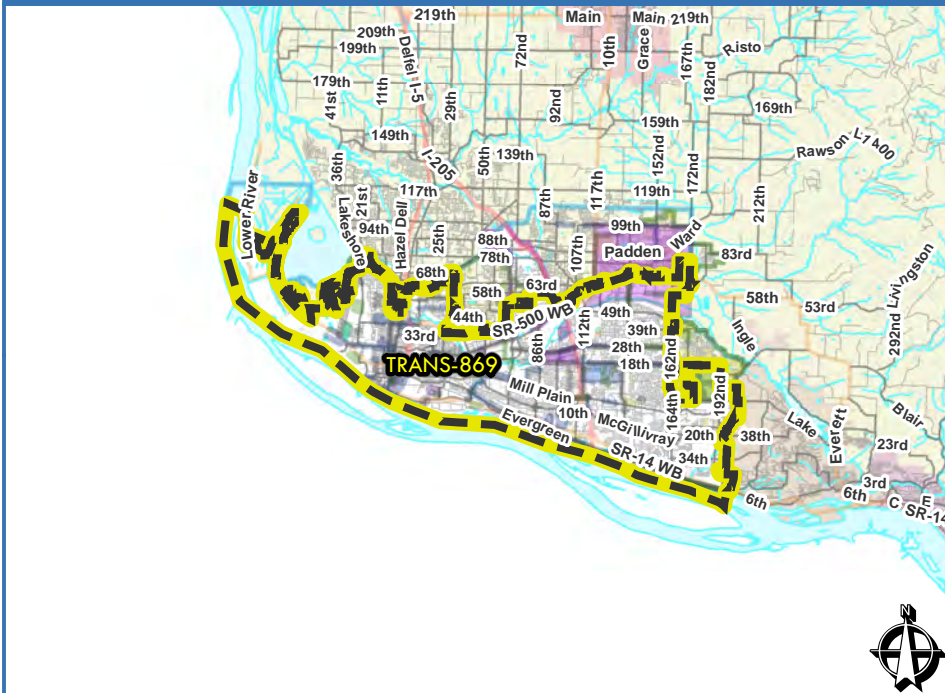 219th
Main
Main
219th
209th
199th
Delfel
I-5
72nd
10th
Grace
167th
Risto
182nd
179th
41st
11th
29th
92nd
169th
149th
I-205
50th
139th
159th
152nd
172nd
Rawson
L-1400
36th
21st
Lakeshore
117th
Hazel Dell
87th
117th
119th
212th
Lower River
94th
25th
88th
78th
107th
99th
Padden
Ward
83rd
68th
58th
63rd
58th
53rd
Livingston
292nd
44th
SR-500 WB
49th
112th
39th
Ingle
33rd
86th
28th
18th
162nd
TRANS-869
Mill Plain
10th
McGillivray
164th
192nd
Evergreen
20th
38th
Lake
Everett
Blair
23rd
34th
SR-14 WB
6th
3rd
6th
C
E
SR-14
N